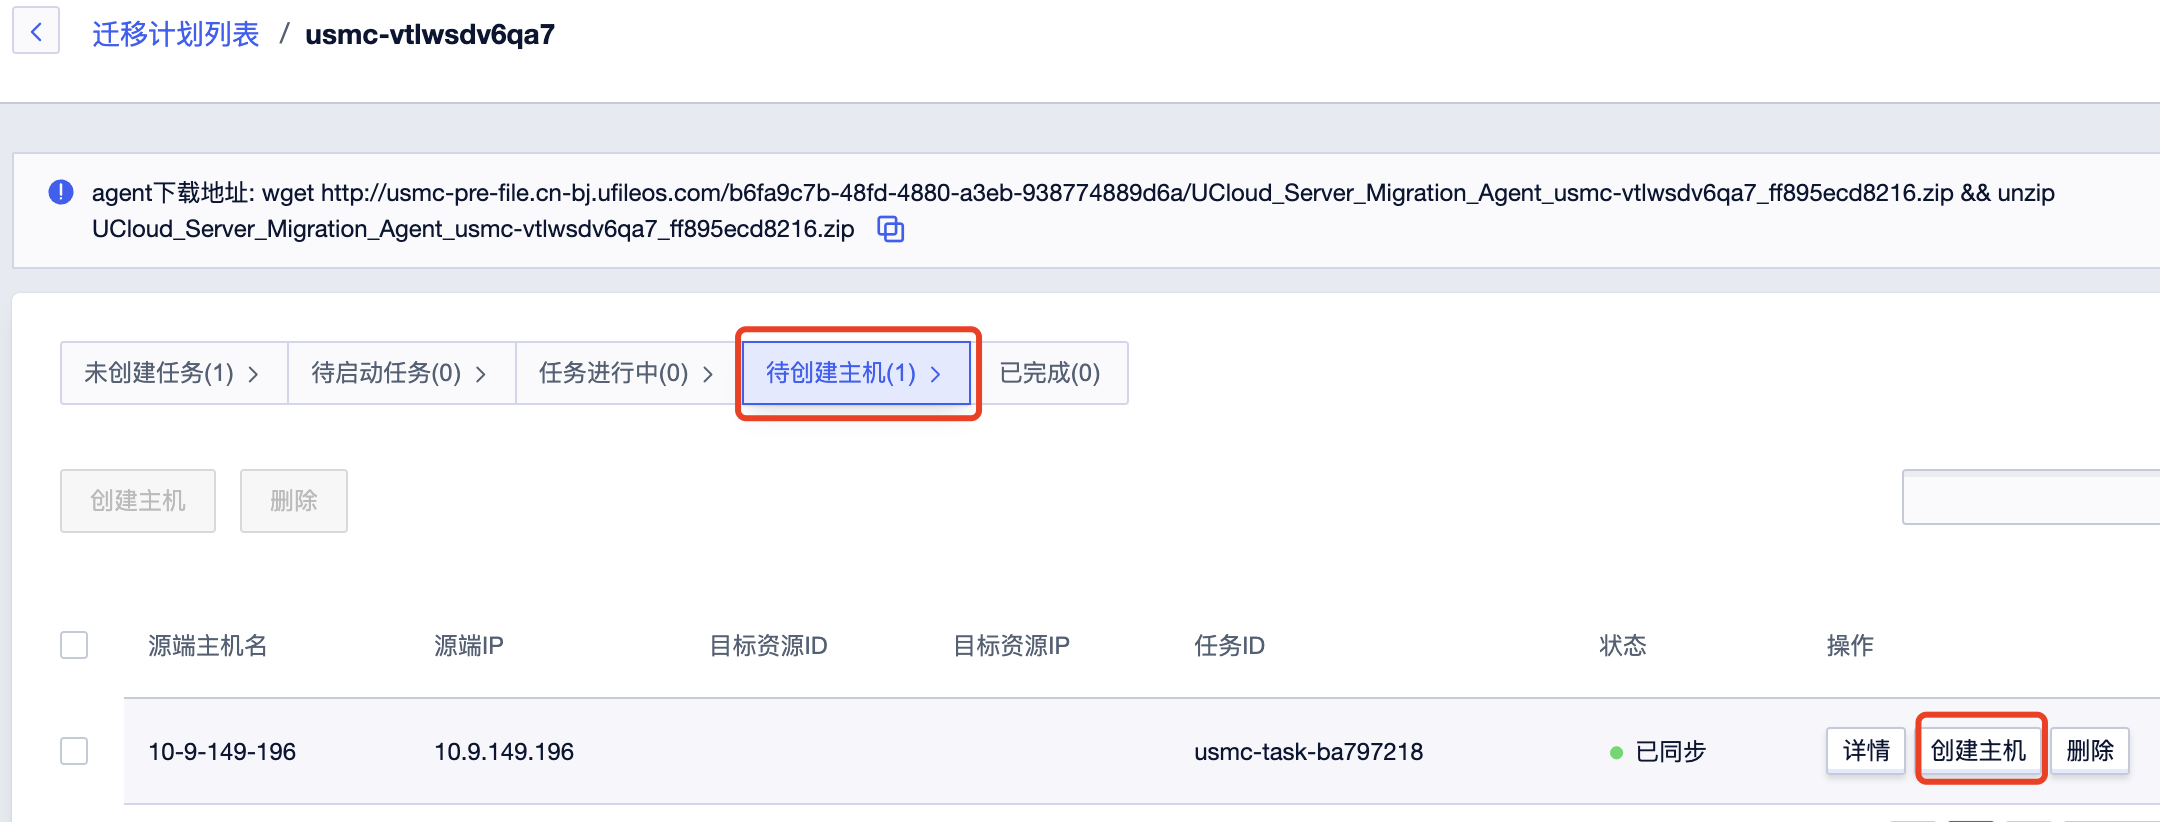 迁移计划列表 / usmc-vtlwsdv6qa7
agent下载地址: wget http://usmc-pre-file.cn-bj.ufileos.com/b6fa9c7b-48fd-4880-a3eb-938774889d6a/UCloud_Server_Migration_Agent_usmc-vtlwsdv6qa7_ff895ecd8216.zip && unzip
UCloud_Server_Migration_Agent_usmc-vtlwsdv6qa7_ff895ecd8216.zip
未创建任务(1) > 待启动任务(0) > 任务进行中(0) > 待创建主机(1) > 已完成(0)
创建主机 删除
源端主机名 源端IP 目标资源ID 目标资源IP 任务ID 状态 操作
10-9-149-196 10.9.149.196 usmc-task-ba797218 已同步 详情 创建主机 删除